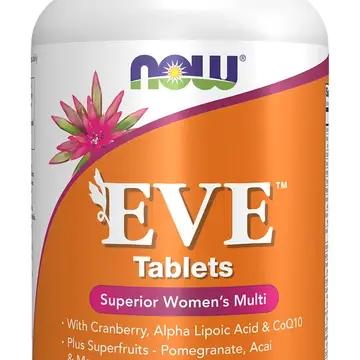 NOW®
EVE™
Tablets
Superior Women's Multi
• With Cranberry, Alpha Lipoic Acid & CoQ10
• Plus Superfruits - Pomegranate, Acai